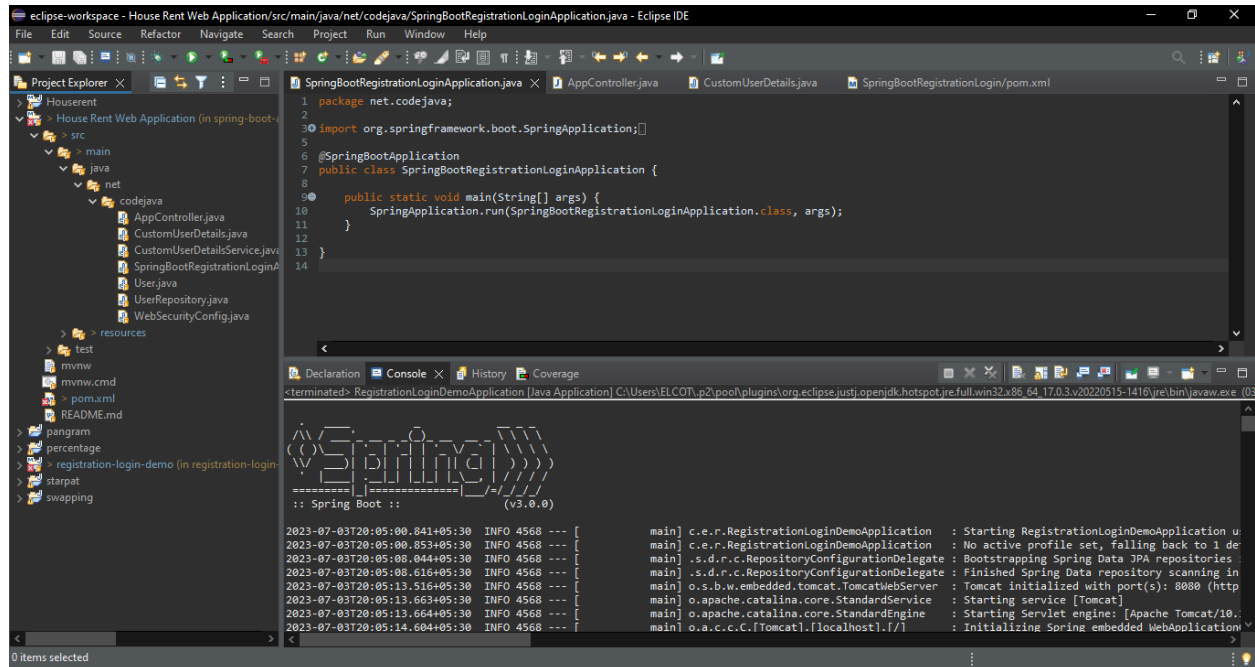 eclipse-workspace - House Rent Web Application/src/main/java/net/codejava/SpringBootRegistrationLoginApplication.java - Eclipse IDE
File Edit Source Refactor Navigate Search Project Run Window Help
Project Explorer
SpringBootRegistrationLoginApplication.java AppController.java CustomUserDetails.java SpringBootRegistrationLogin/pom.xml
Houserent
> House Rent Web Application (in spring-boot-a
> src
> main
java
net
codejava
AppController.java
CustomUserDetails.java
CustomUserDetailsService.java
SpringBootRegistrationLoginA
User.java
UserRepository.java
WebSecurityConfig.java
> resources
test
mvnw
mvnw.cmd
> pom.xml
README.md
pangram
percentage
> registration-login-demo (in registration-login-
starpat
swapping
1 package net.codejava;
2
3 import org.springframework.boot.SpringApplication;
5
6 @SpringBootApplication
7 public class SpringBootRegistrationLoginApplication {
8
9 public static void main(String[] args) {
10 SpringApplication.run(SpringBootRegistrationLoginApplication.class, args);
11 }
12
13 }
14
Declaration Console History Coverage
<terminated> RegistrationLoginDemoApplication [Java Application] C:\Users\ELCOT\.p2\pool\plugins\org.eclipse.justj.openjdk.hotspot.jre.full.win32.x86_64_17.0.3.v20220515-1416\jre\bin\javaw.exe (03
Spring
:: Spring Boot :: (v3.0.0)
2023-07-03T20:05:00.841+05:30 INFO 4568 --- [ main] c.e.r.RegistrationLoginDemoApplication : Starting RegistrationLoginDemoApplication u
2023-07-03T20:05:00.853+05:30 INFO 4568 --- [ main] c.e.r.RegistrationLoginDemoApplication : No active profile set, falling back to 1 de
2023-07-03T20:05:08.044+05:30 INFO 4568 --- [ main] .s.d.r.c.RepositoryConfigurationDelegate : Bootstrapping Spring Data JPA repositories
2023-07-03T20:05:08.616+05:30 INFO 4568 --- [ main] .s.d.r.c.RepositoryConfigurationDelegate : Finished Spring Data repository scanning in
2023-07-03T20:05:13.516+05:30 INFO 4568 --- [ main] o.s.b.w.embedded.tomcat.TomcatWebServer : Tomcat initialized with port(s): 8080 (http
2023-07-03T20:05:13.663+05:30 INFO 4568 --- [ main] o.apache.catalina.core.StandardService : Starting service [Tomcat]
2023-07-03T20:05:13.664+05:30 INFO 4568 --- [ main] o.apache.catalina.core.StandardEngine : Starting Servlet engine: [Apache Tomcat/10.
2023-07-03T20:05:14.604+05:30 INFO 4568 --- [ main] o.a.c.c.C.[Tomcat].[localhost].[/] : Initializing Spring embedded WebApplication
0 items selected